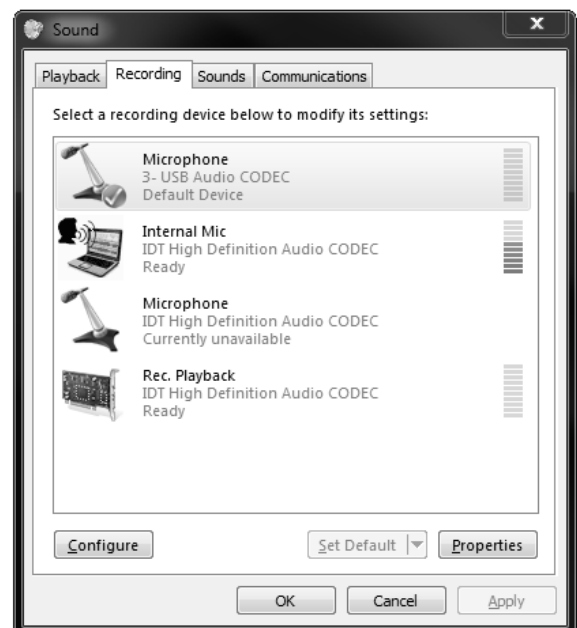 Sound
Playback Recording Sounds Communications
Select a recording device below to modify its settings:
Microphone
3- USB Audio CODEC
Default Device
Internal Mic
IDT High Definition Audio CODEC
Ready
Microphone
IDT High Definition Audio CODEC
Currently unavailable
Rec. Playback
IDT High Definition Audio CODEC
Ready
Configure Set Default Properties
OK Cancel Apply